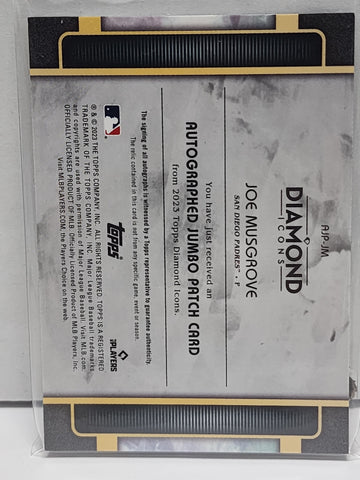 AJP-JM
DIAMOND
ICONS
JOE MUSGROVE
SAN DIEGO PADRES™ • P
You have just received an
AUTOGRAPHED JUMBO PATCH CARD
from 2023 Topps Diamond Icons.
The signing of all autographs is witnessed by a Topps representative to guarantee authenticity.
The relic contained in this card is not from any specific game, event or season.
Topps
PLAYERS
® & © 2023 THE TOPPS COMPANY, INC. ALL RIGHTS RESERVED. TOPPS IS A REGISTERED
TRADEMARK OF THE TOPPS COMPANY, INC. Major League Baseball trademarks
and copyrights are used with permission of Major League Baseball. Visit MLB.com.
OFFICIALLY LICENSED PRODUCT OF MLB Players, Inc.
Visit MLBPLAYERS.com, the Players Choice on the web.